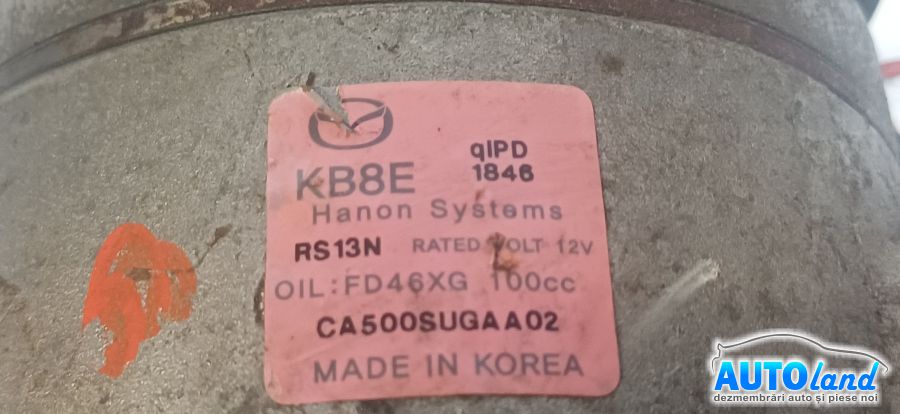 KB8E
qIPD
1846
Hanon Systems
RS13N RATED VOLT 12V
OIL:FD46XG 100cc
CA500SUGAA02
MADE IN KOREA
AUTOland
dezmembrări auto și piese noi